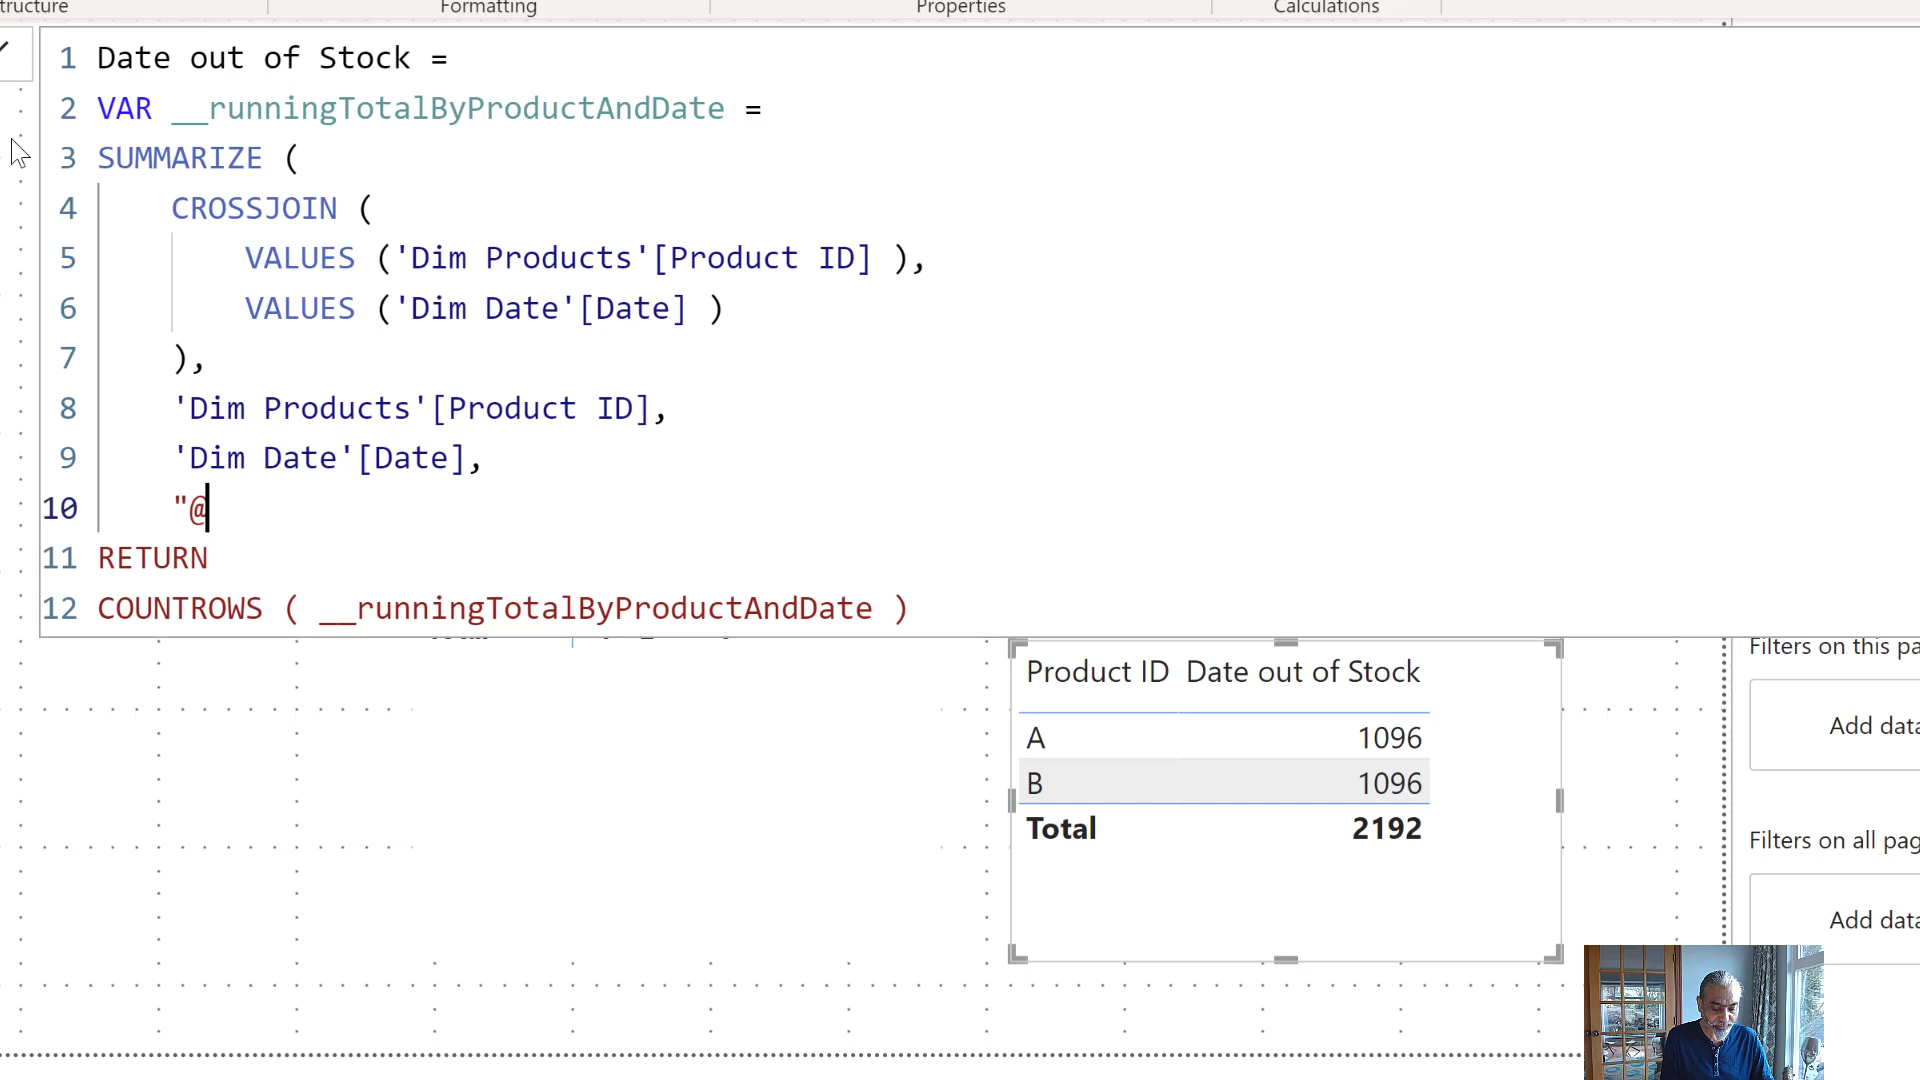 tructure
Formatting
Properties
Calculations
1 Date out of Stock =
2 VAR __runningTotalByProductAndDate =
3 SUMMARIZE (
4 CROSSJOIN (
5 VALUES ('Dim Products'[Product ID] ),
6 VALUES ('Dim Date'[Date] )
7 ),
8 'Dim Products'[Product ID],
9 'Dim Date'[Date],
10 "@
11 RETURN
12 COUNTROWS ( __runningTotalByProductAndDate )
Product ID Date out of Stock
A 1096
B 1096
Total 2192
Filters on this pa
Add data
Filters on all pag
Add data